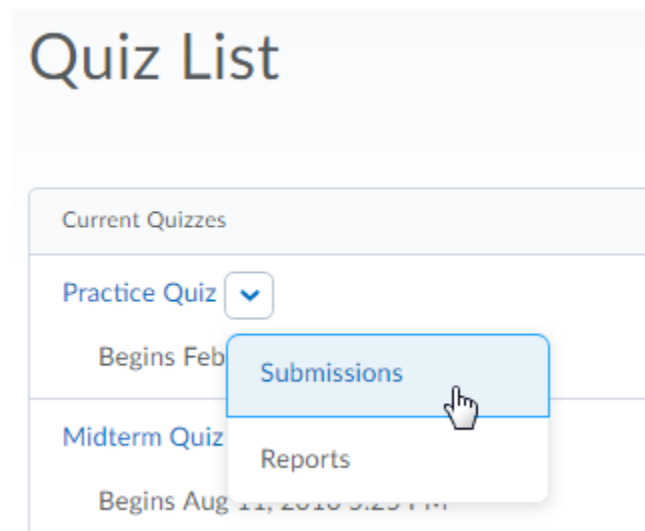 Quiz List
Current Quizzes
Practice Quiz
Begins Feb
Submissions
Midterm Quiz
Reports
Begins Aug